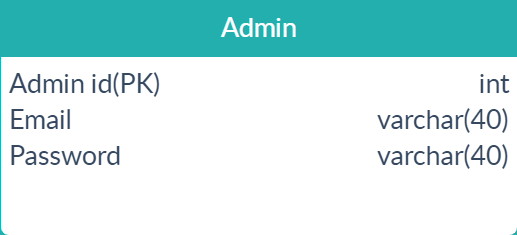 Admin
Admin id(PK) int
Email varchar(40)
Password varchar(40)